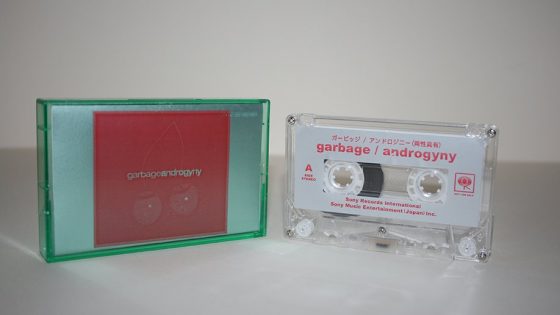 garbageandrogyny
ガービッジ / アンドロジニー(両性具有)
garbage / androgyny
A
STEREO
Sony Records International
Sony Music Entertainment (Japan) Inc.